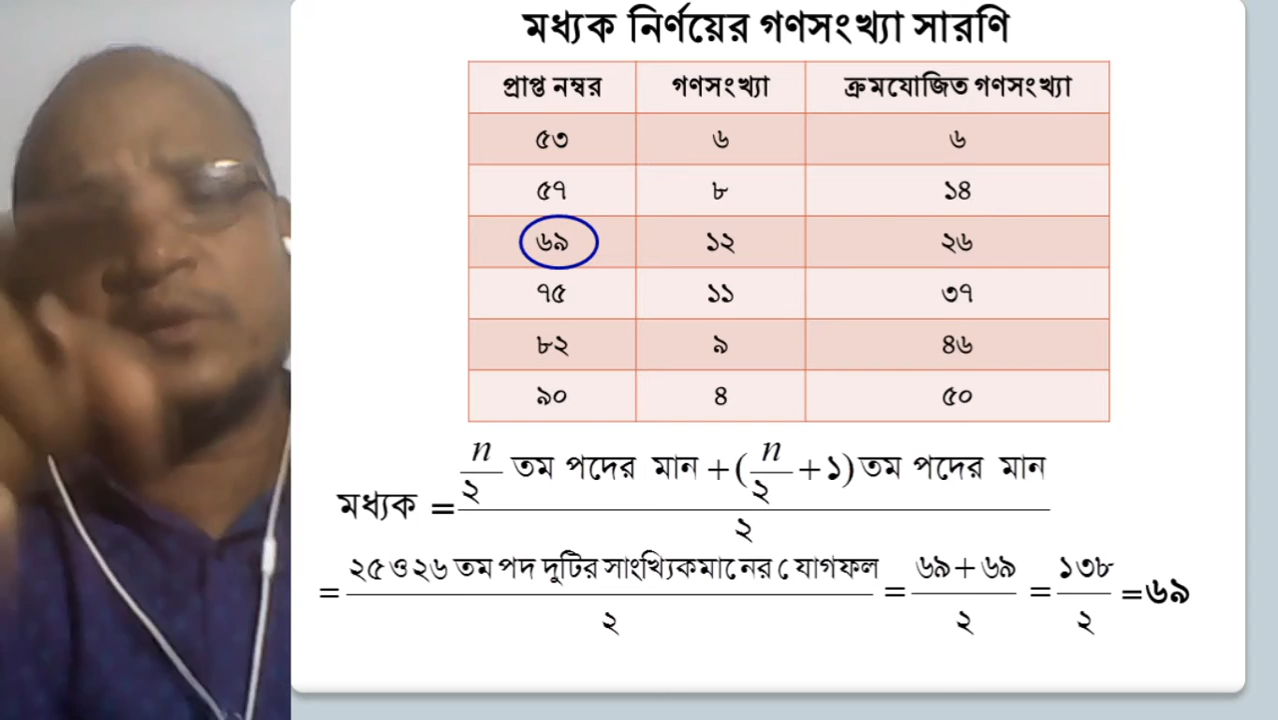 মধ্যক নির্ণয়ের গণসংখ্যা সারণি
প্রাপ্ত নম্বর গণসংখ্যা ক্রমযোজিত গণসংখ্যা
৫৩ ৬ ৬
৫৭ ৮ ১৪
৬৯ ১২ ২৬
৭৫ ১১ ৩৭
৮২ ৯ ৪৬
৯০ ৪ ৫০
মধ্যক = n/২ তম পদের মান + (n/২ + ১) তম পদের মান / ২
= ২৫ ও ২৬ তম পদ দুটির সাংখ্যিকমানের যোগফল / ২ = ৬৯ + ৬৯ / ২ = ১৩৮ / ২ = ৬৯